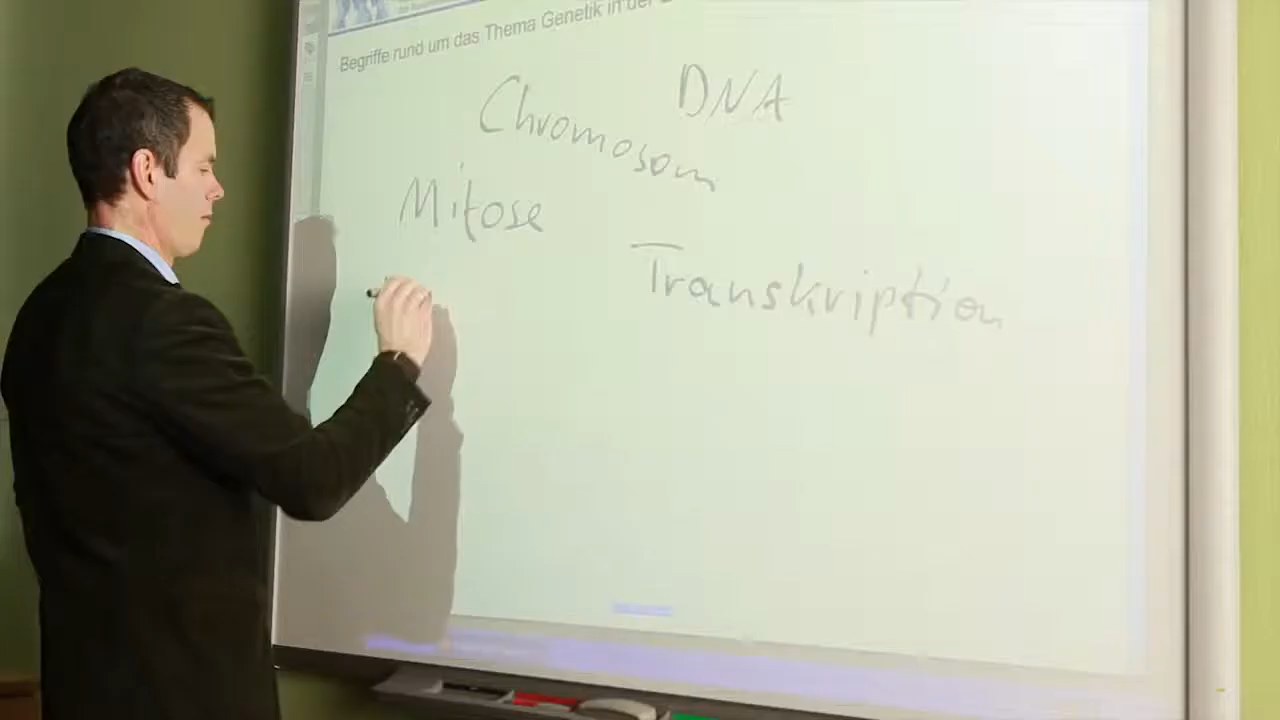 Begriffe rund um das Thema Genetik in der
DNA
Chromosom
Mitose
Transkription